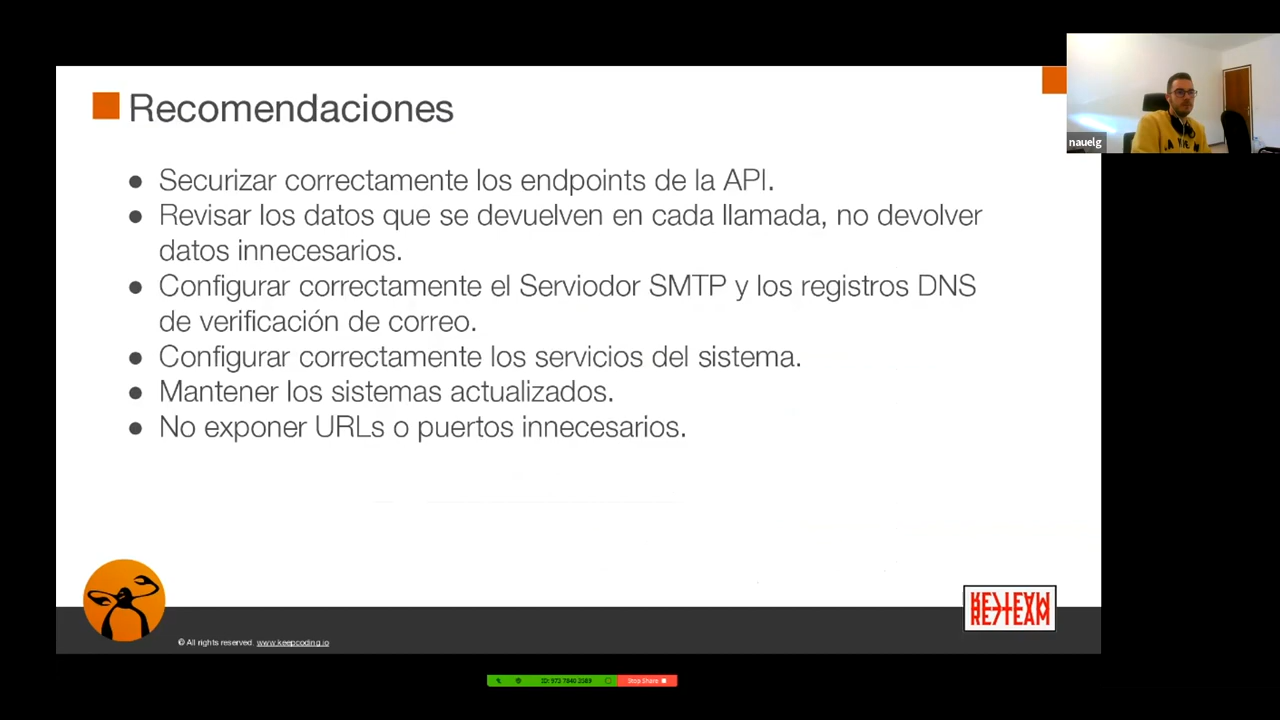 Recomendaciones
● Securizar correctamente los endpoints de la API.
● Revisar los datos que se devuelven en cada llamada, no devolver
datos innecesarios.
● Configurar correctamente el Serviodor SMTP y los registros DNS
de verificación de correo.
● Configurar correctamente los servicios del sistema.
● Mantener los sistemas actualizados.
● No exponer URLs o puertos innecesarios.
nauelg
© All rights reserved. www.keepcoding.io
ID: 973 7840 3589
Stop Share